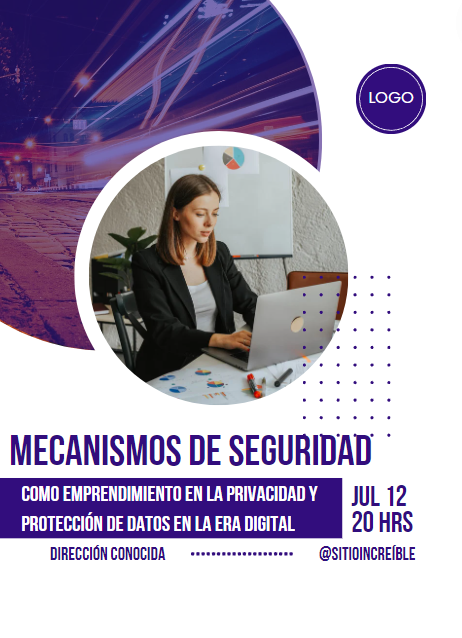 LOGO
MECANISMOS DE SEGURIDAD
COMO EMPRENDIMIENTO EN LA PRIVACIDAD Y
PROTECCIÓN DE DATOS EN LA ERA DIGITAL
JUL 12
20 HRS
DIRECCIÓN CONOCIDA
@SITIOINCREÍBLE